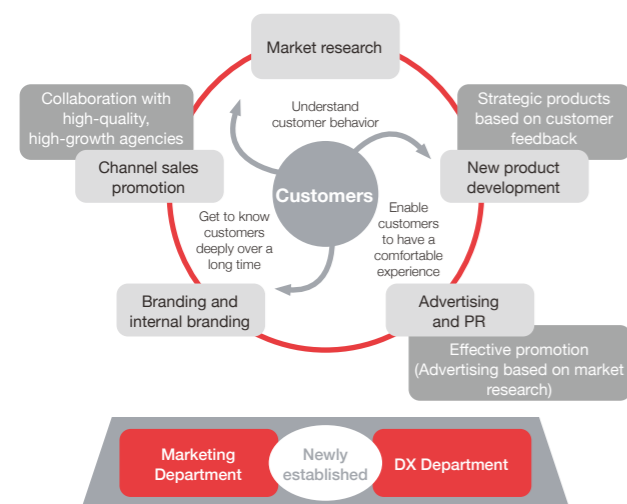 Market research
Collaboration with
high-quality,
high-growth agencies
Channel sales
promotion
Understand
customer behavior
Strategic products
based on customer
feedback
New product
development
Customers
Get to know
customers
deeply over a
long time
Enable
customers
to have a
comfortable
experience
Branding and
internal branding
Advertising
and PR
Effective promotion
(Advertising based on market
research)
Marketing
Department
Newly
established
DX Department